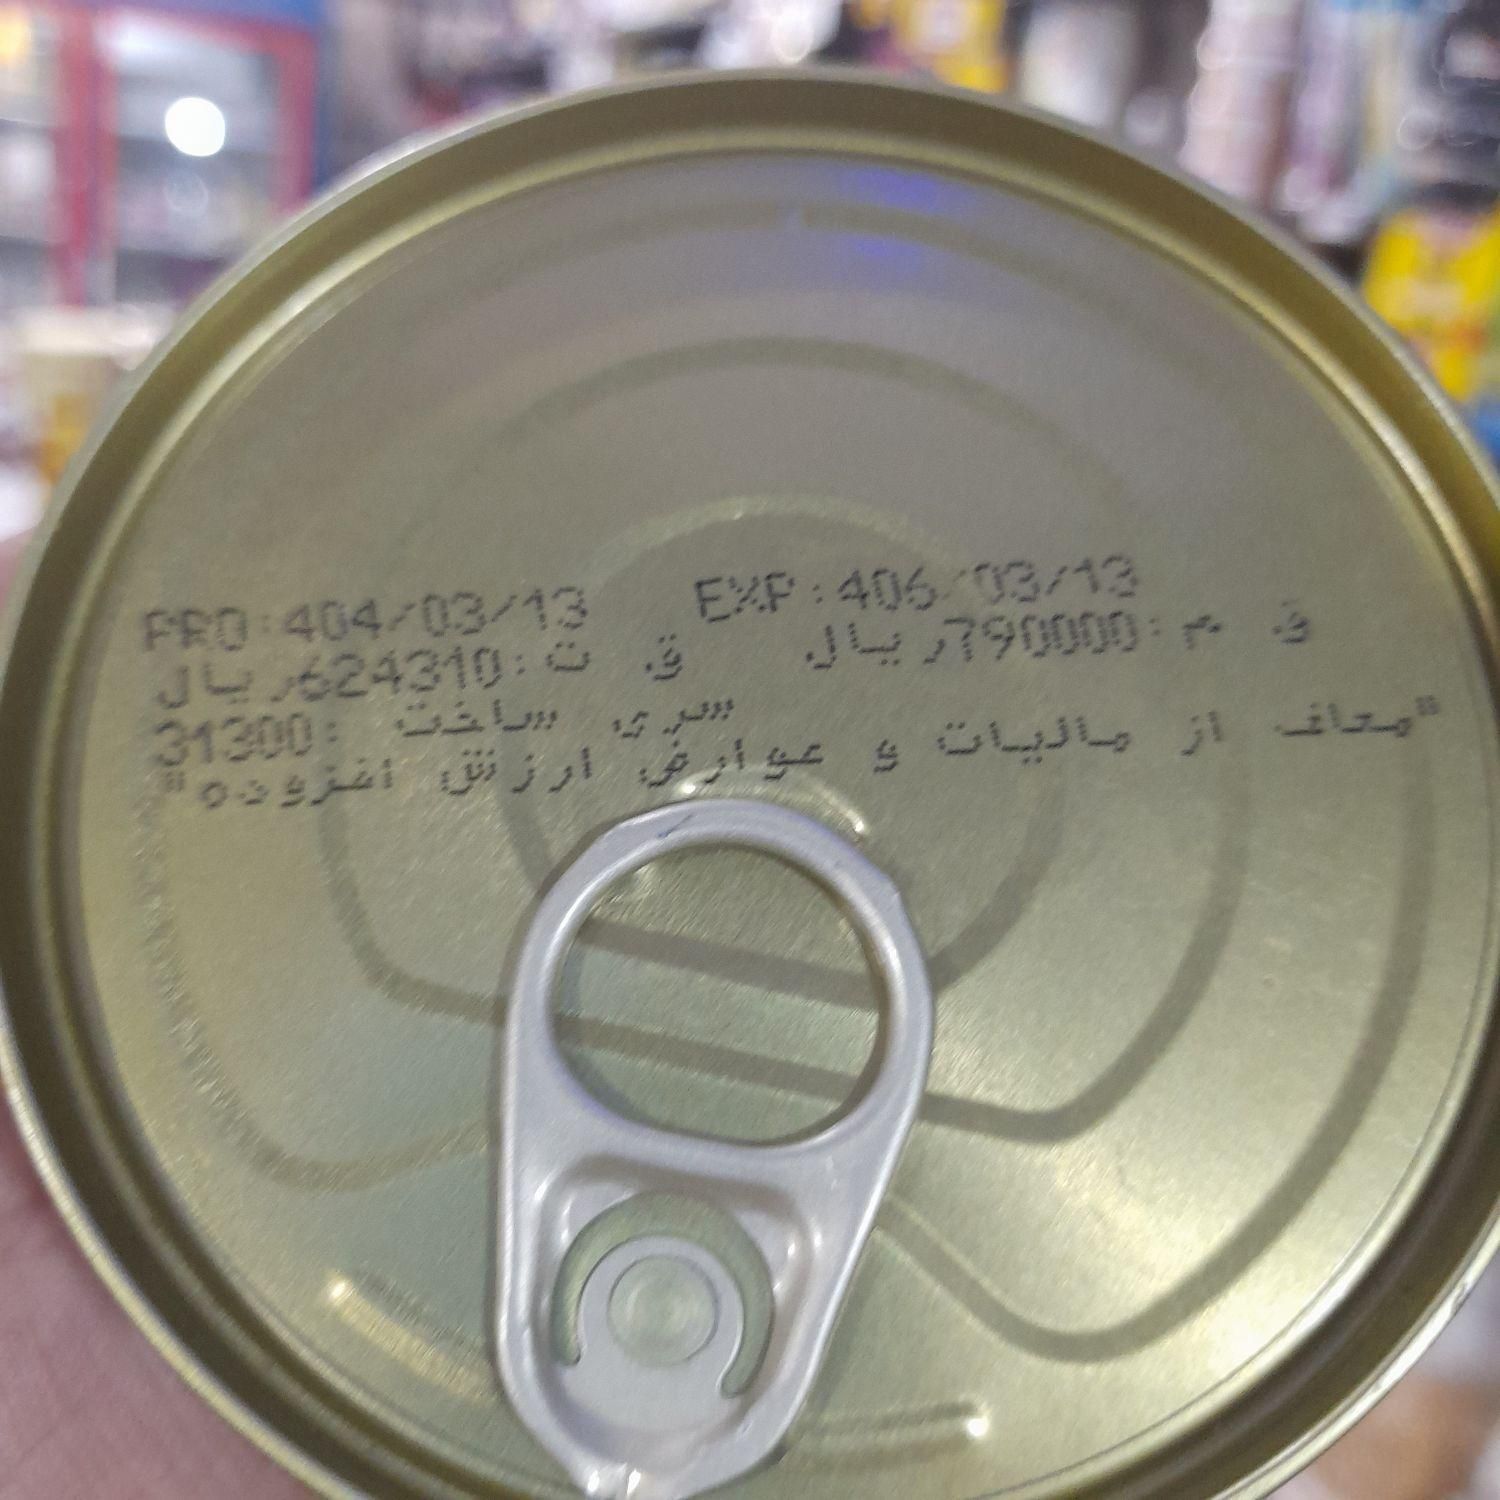 PRO:404/03/13 EXP:406/03/13
ق م :790000ریال ق ت :624310ریال
سری ساخت :31300
"معاف از مالیات و عوارض ارزش افزوده"